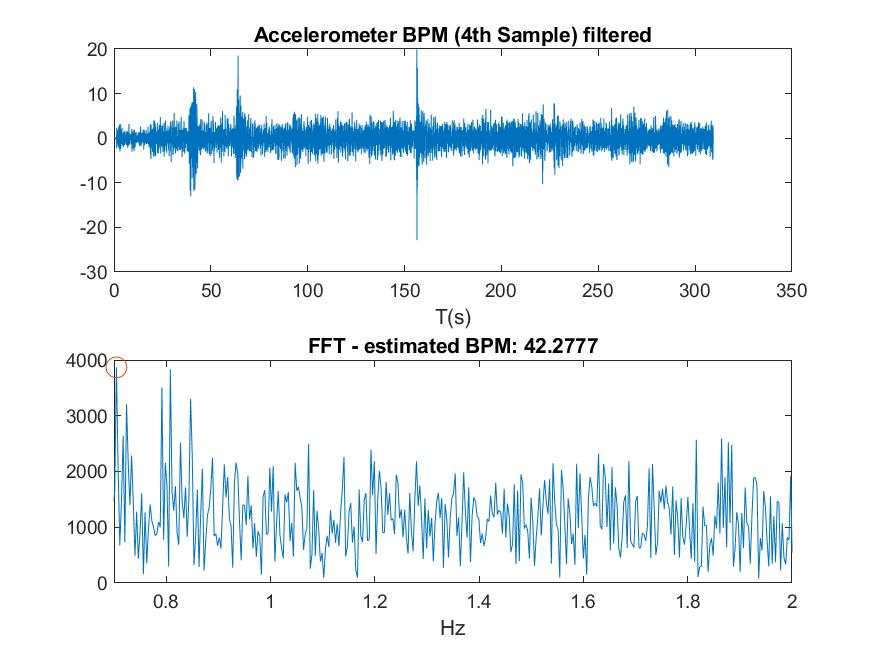 Accelerometer BPM (4th Sample) filtered
20
10
0
-10
-20
-30
0 50 100 150 200 250 300 350
T(s)
FFT - estimated BPM: 42.2777
4000
3000
2000
1000
0
0.8 1 1.2 1.4 1.6 1.8 2
Hz